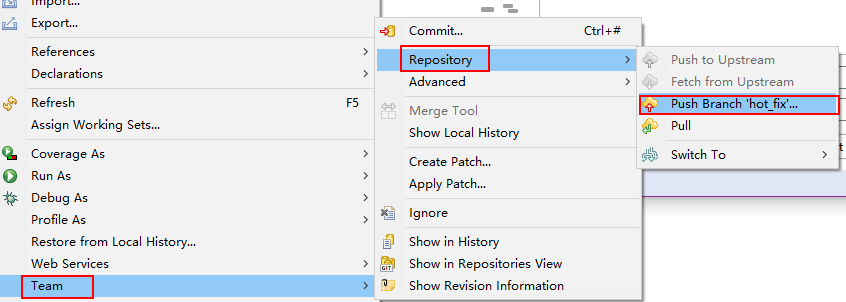 Import...
Export...
References
Declarations
Refresh F5
Assign Working Sets...
Coverage As
Run As
Debug As
Profile As
Restore from Local History...
Web Services
Team
Commit... Ctrl+#
Repository
Advanced
Merge Tool
Show Local History
Create Patch...
Apply Patch...
Ignore
Show in History
Show in Repositories View
Show Revision Information
Push to Upstream
Fetch from Upstream
Push Branch 'hot_fix'...
Pull
Switch To